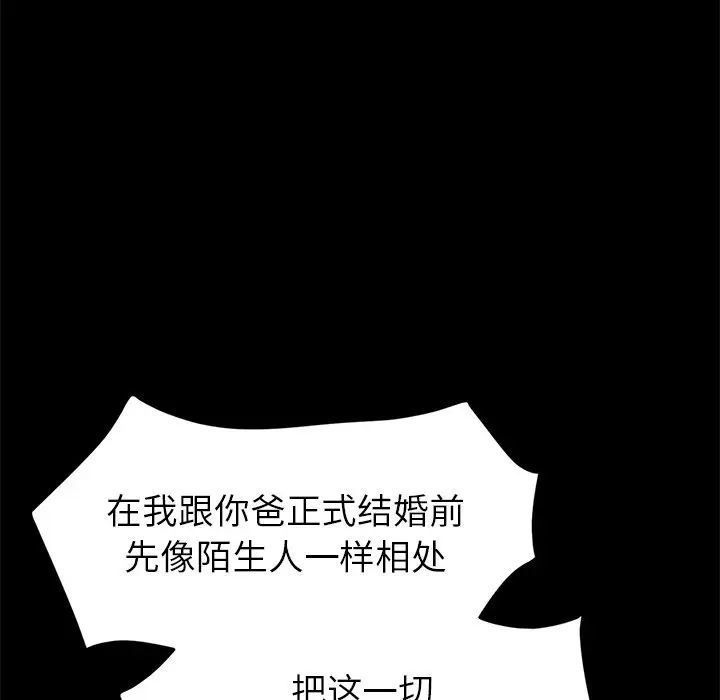 在我跟你爸正式结婚前
先像陌生人一样相处
把这一切